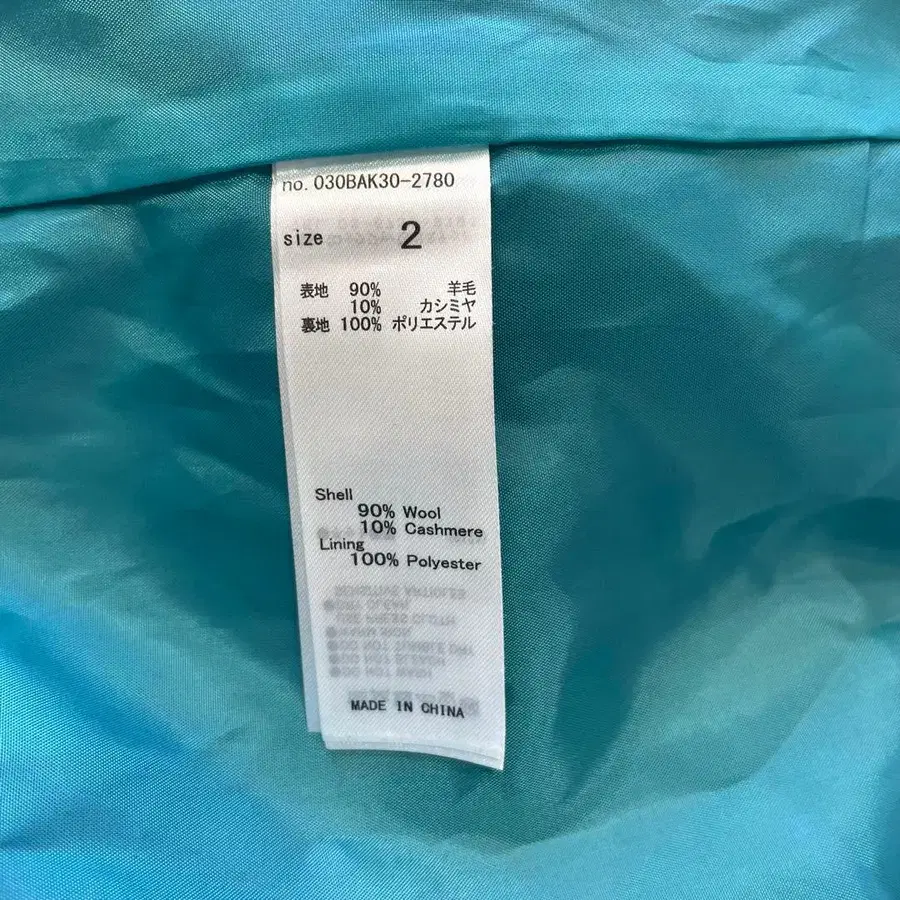 no. 030BAK30-2780
size 2
表地 90% 羊毛
10% カシミヤ
裏地 100% ポリエステル
Shell
90% Wool
10% Cashmere
Lining
100% Polyester
MADE IN CHINA